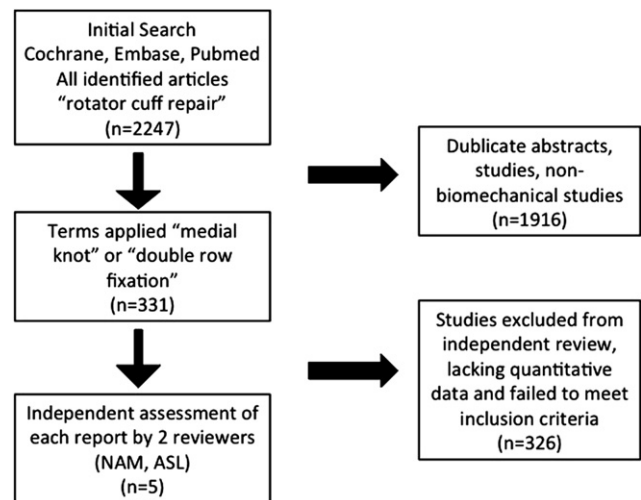 Initial Search
Cochrane, Embase, Pubmed
All identified articles
“rotator cuff repair”
(n=2247)
Dublicate abstracts,
studies, non-
biomechanical studies
(n=1916)
Terms applied “medial
knot” or “double row
fixation”
(n=331)
Studies excluded from
independent review,
lacking quantitative
data and failed to meet
inclusion criteria
(n=326)
Independent assessment of
each report by 2 reviewers
(NAM, ASL)
(n=5)